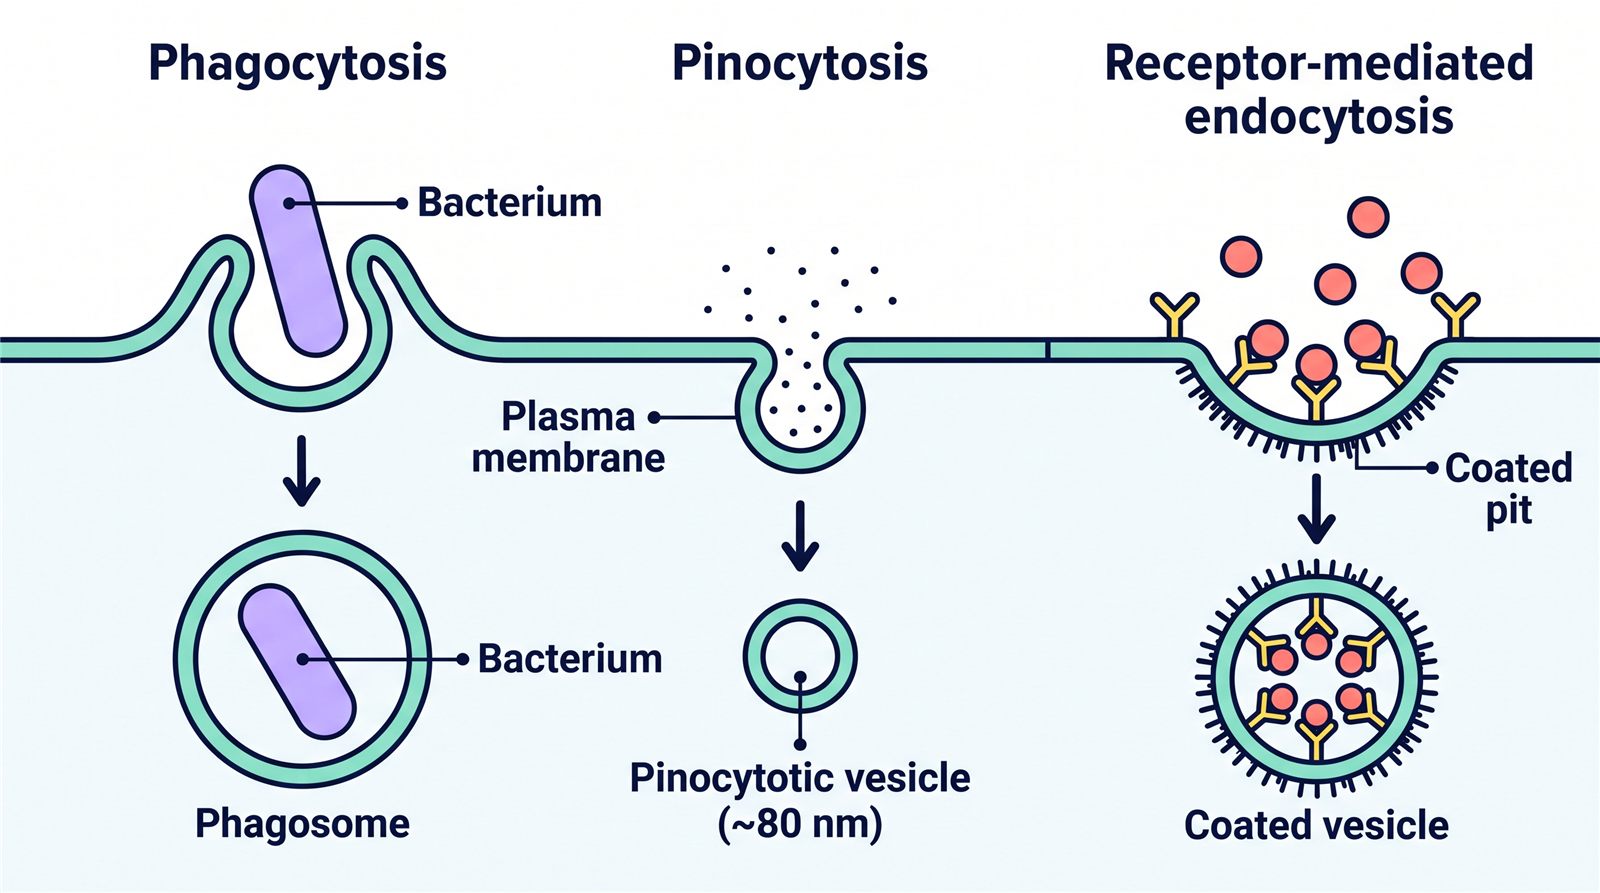 Phagocytosis
Pinocytosis
Receptor-mediated
endocytosis
Bacterium
Plasma
membrane
Coated
pit
Bacterium
Phagosome
Pinocytotic vesicle
(~80 nm)
Coated vesicle